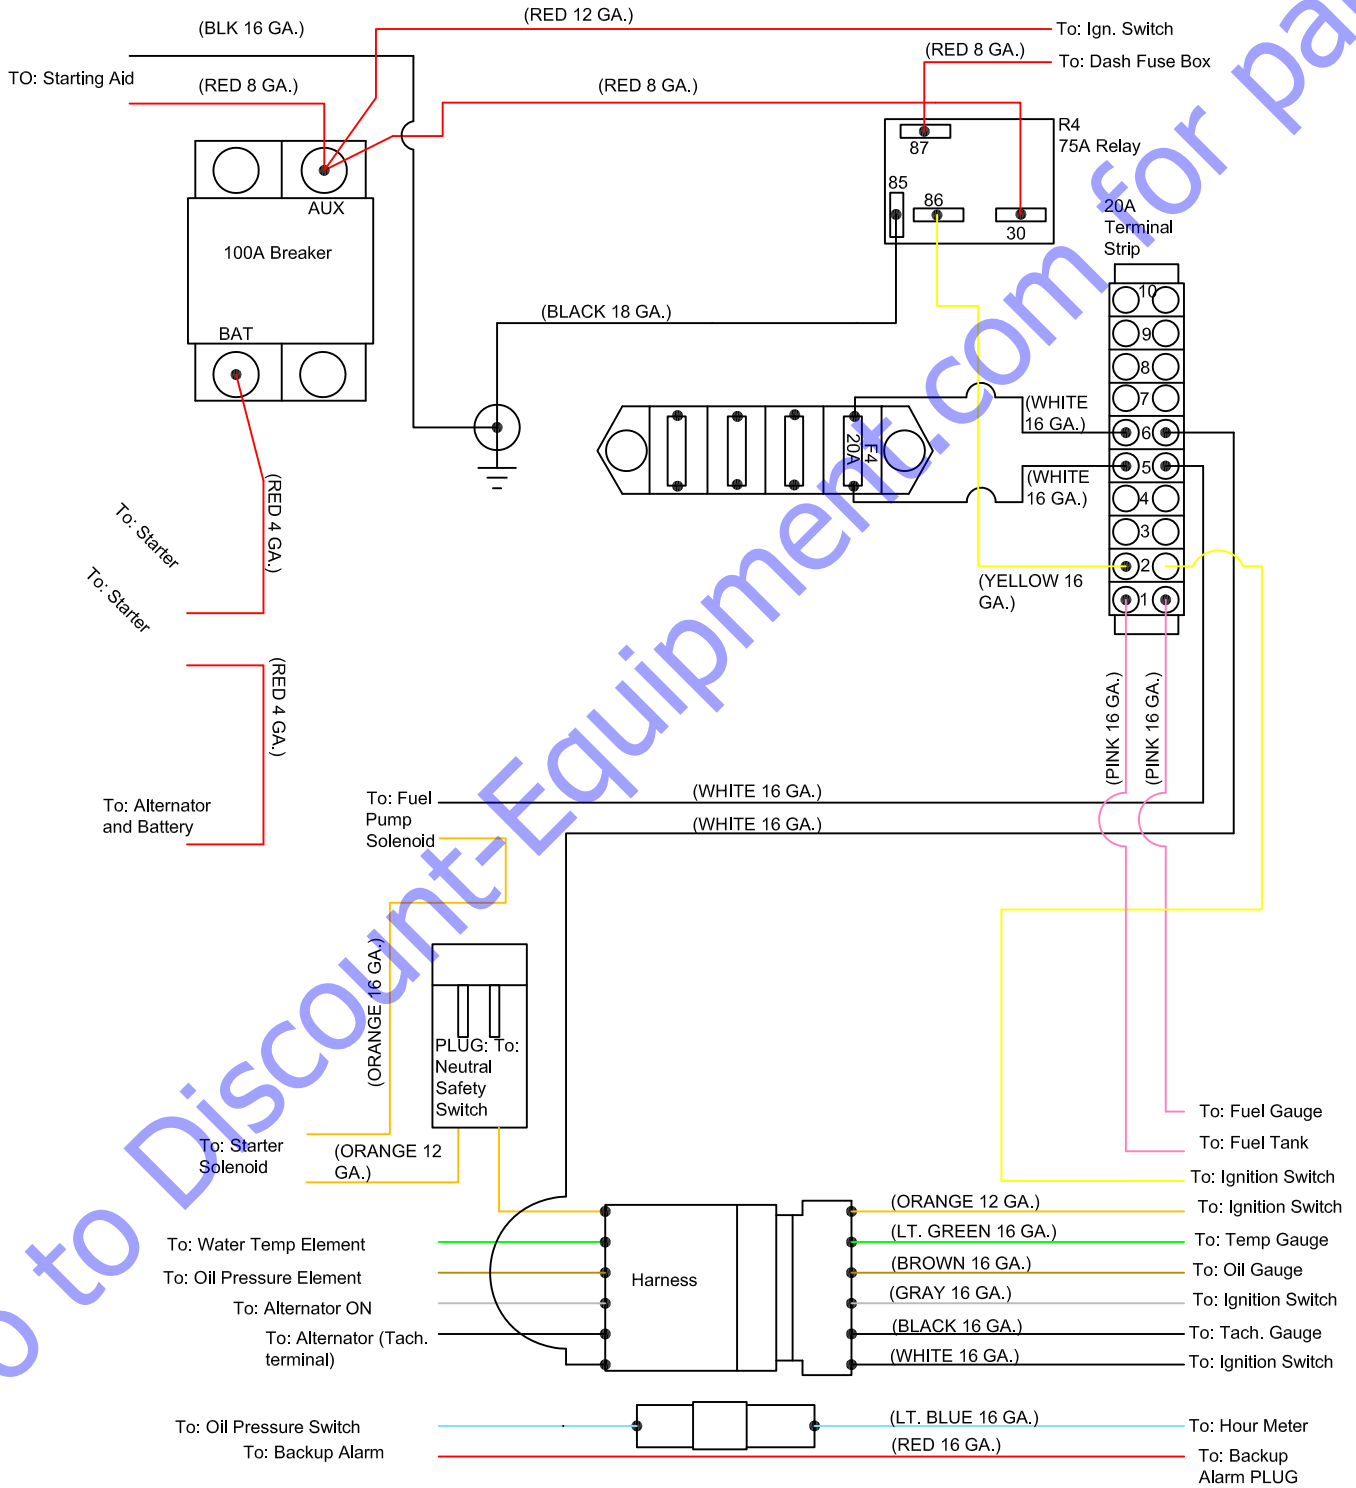 (RED 12 GA.)
(BLK 16 GA.)
To: Ign. Switch
(RED 8 GA.)
To: Dash Fuse Box
TO: Starting Aid
(RED 8 GA.)
(RED 8 GA.)
R4
75A Relay
87
85
86
30
AUX
100A Breaker
BAT
20A
Terminal
Strip
10
9
8
7
6
5
4
3
2
1
(BLACK 18 GA.)
(WHITE
16 GA.)
F4
20A
(WHITE
16 GA.)
(RED 4 GA.)
To: Starter
To: Starter
(YELLOW 16
GA.)
(RED 4 GA.)
(PINK 16 GA.)
(PINK 16 GA.)
To: Alternator
and Battery
To: Fuel
Pump
Solenoid
(WHITE 16 GA.)
(WHITE 16 GA.)
(ORANGE 16 GA.)
PLUG: To:
Neutral
Safety
Switch
To: Starter
Solenoid
(ORANGE 12
GA.)
To: Fuel Gauge
To: Fuel Tank
To: Ignition Switch
(ORANGE 12 GA.)
To: Ignition Switch
To: Water Temp Element
(LT. GREEN 16 GA.)
To: Temp Gauge
To: Oil Pressure Element
Harness
(BROWN 16 GA.)
To: Oil Gauge
To: Alternator ON
(GRAY 16 GA.)
To: Ignition Switch
To: Alternator (Tach.
terminal)
(BLACK 16 GA.)
To: Tach. Gauge
(WHITE 16 GA.)
To: Ignition Switch
To: Oil Pressure Switch
(LT. BLUE 16 GA.)
To: Hour Meter
To: Backup Alarm
(RED 16 GA.)
To: Backup
Alarm PLUG
to Discount-Equipment.com for